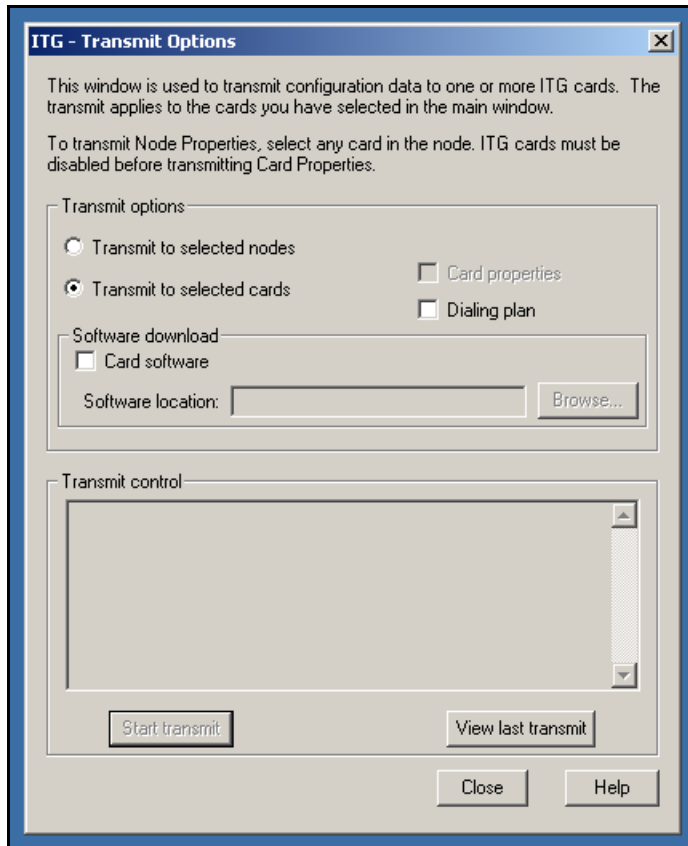 ITG - Transmit Options
This window is used to transmit configuration data to one or more ITG cards. The
transmit applies to the cards you have selected in the main window.
To transmit Node Properties, select any card in the node. ITG cards must be
disabled before transmitting Card Properties.
Transmit options
Transmit to selected nodes
Card properties
Transmit to selected cards
Dialing plan
Software download
Card software
Software location:
Browse...
Transmit control
Start transmit
View last transmit
Close
Help